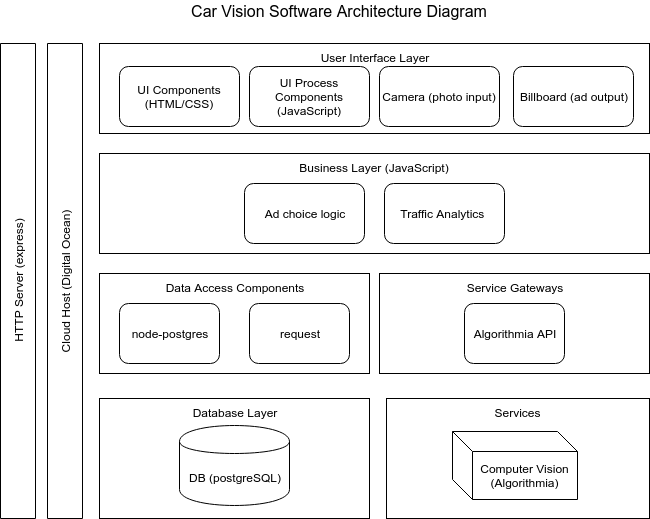 Car Vision Software Architecture Diagram
HTTP Server (express)
Cloud Host (Digital Ocean)
User Interface Layer
UI Components
(HTML/CSS)
UI Process
Components
(JavaScript)
Camera (photo input)
Billboard (ad output)
Business Layer (JavaScript)
Ad choice logic
Traffic Analytics
Data Access Components
node-postgres
request
Service Gateways
Algorithmia API
Database Layer
DB (postgreSQL)
Services
Computer Vision
(Algorithmia)